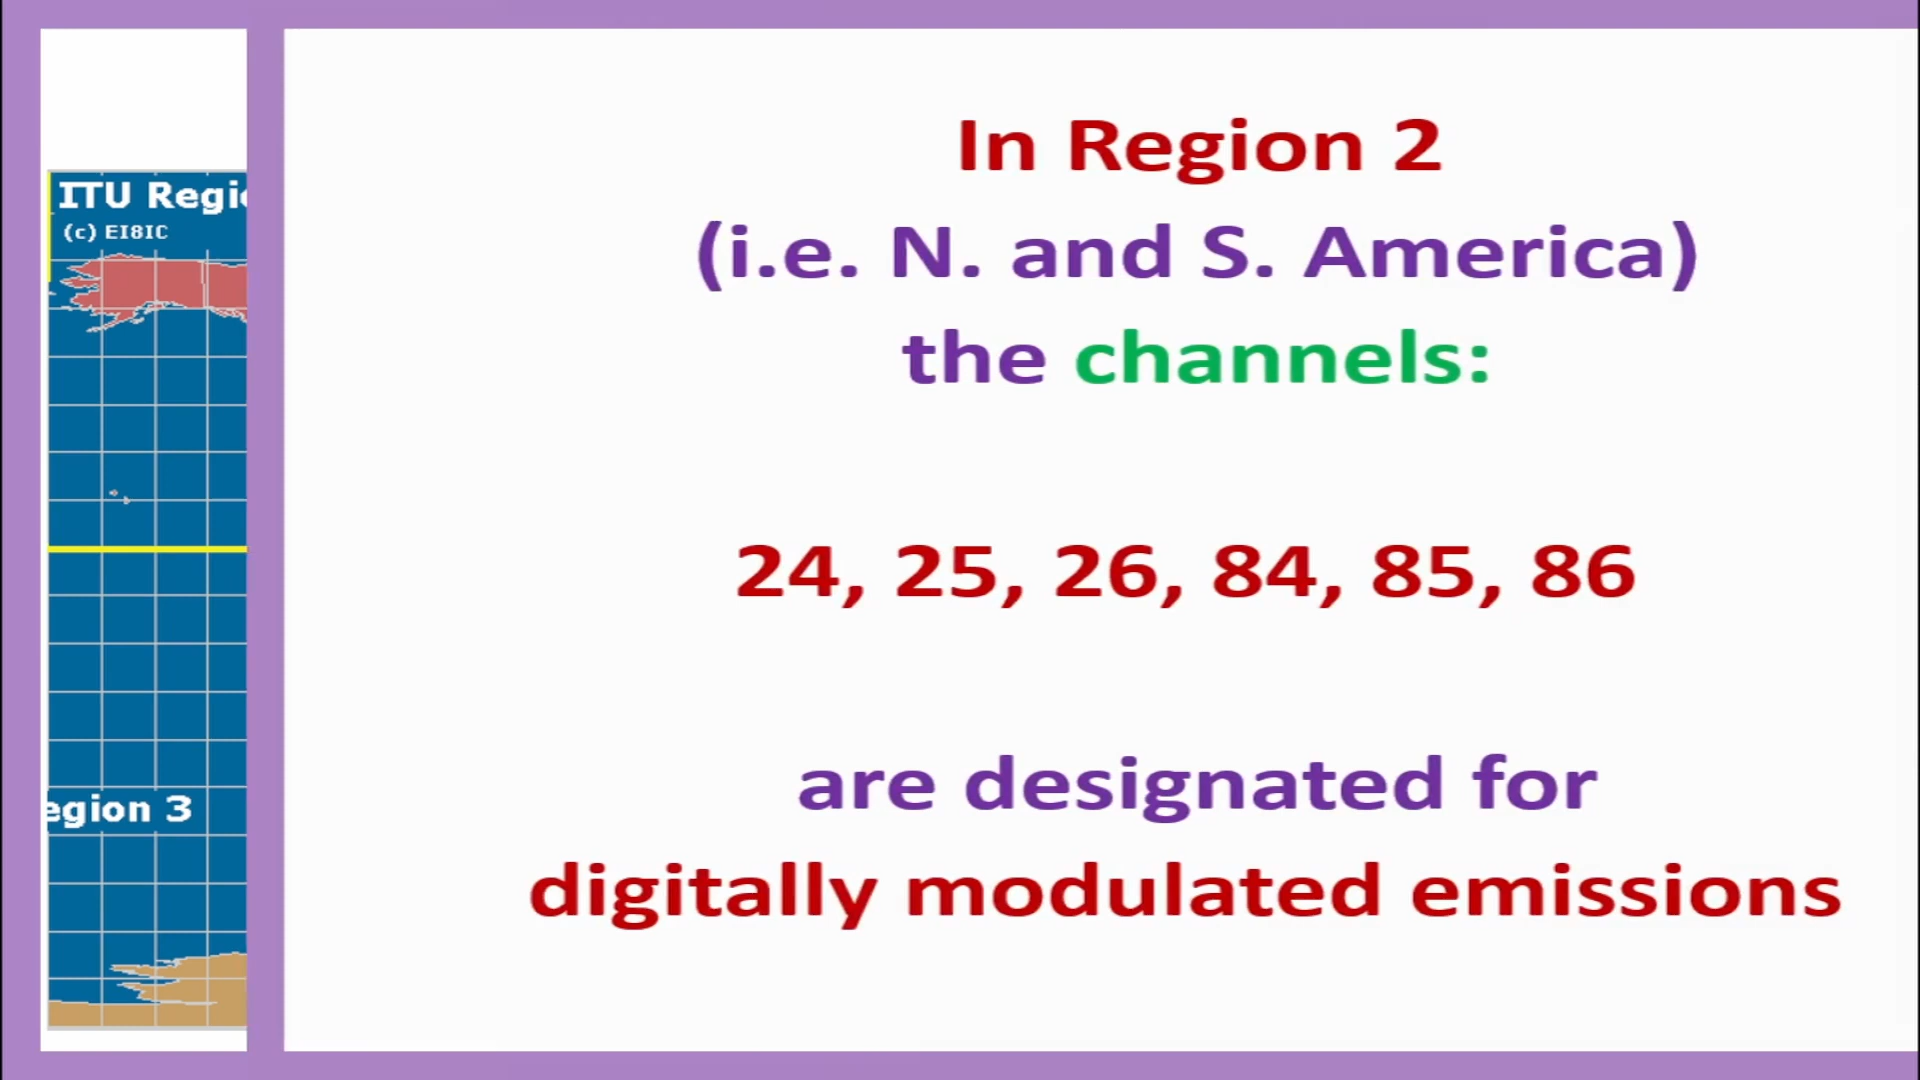 ITU Regi
(c) EI8IC
egion 3
In Region 2
(i.e. N. and S. America)
the channels:
24, 25, 26, 84, 85, 86
are designated for
digitally modulated emissions